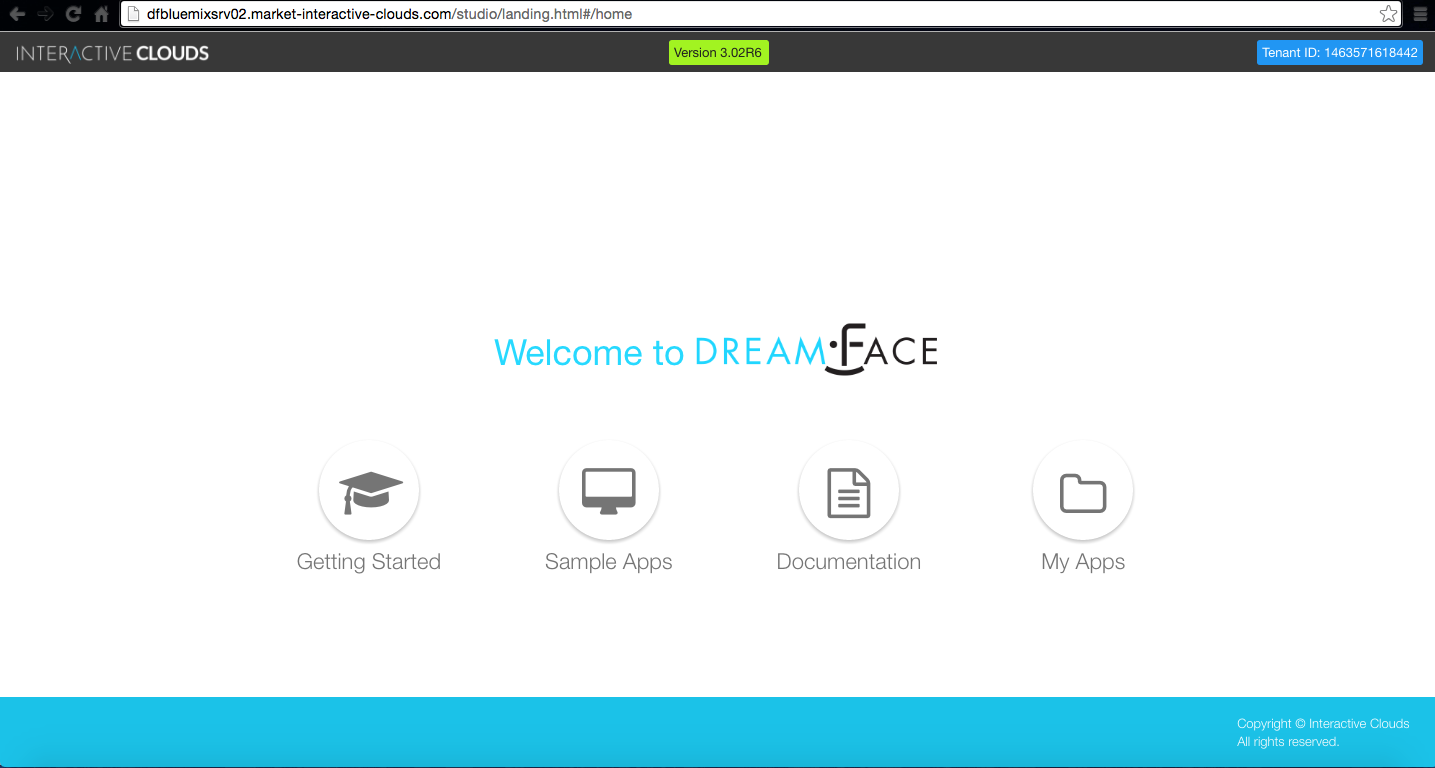 dfbluemixsrv02.market-interactive-clouds.com/studio/landing.html#/home
INTERACTIVE CLOUDS
Version 3.02R6
Tenant ID: 1463571618442
Welcome to DREAMFACE
Getting Started
Sample Apps
Documentation
My Apps
Copyright © Interactive Clouds
All rights reserved.